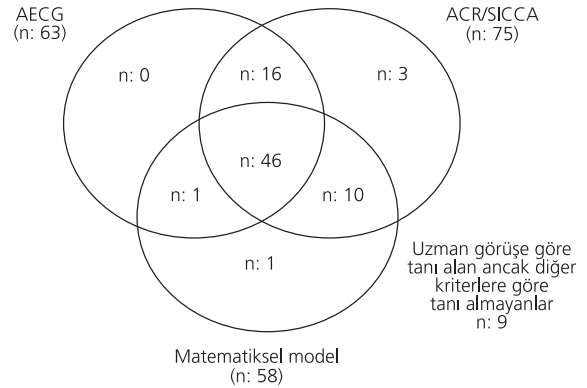 AECG
(n: 63)
ACR/SICCA
(n: 75)
n: 0
n: 16
n: 3
n: 46
n: 1
n: 10
n: 1
Uzman görüşe göre
tanı alan ancak diğer
kriterlere göre
tanı almayanlar
n: 9
Matematiksel model
(n: 58)